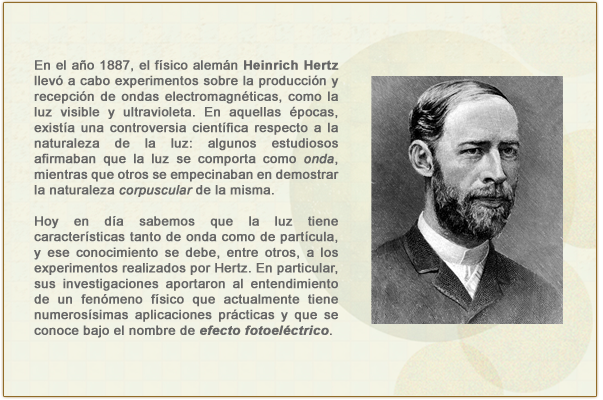 En el año 1887, el físico alemán Heinrich Hertz
llevó a cabo experimentos sobre la producción y
recepción de ondas electromagnéticas, como la
luz visible y ultravioleta. En aquellas épocas,
existía una controversia científica respecto a la
naturaleza de la luz: algunos estudiosos
afirmaban que la luz se comporta como onda,
mientras que otros se empecinaban en demostrar
la naturaleza corpuscular de la misma.
Hoy en día sabemos que la luz tiene
características tanto de onda como de partícula,
y ese conocimiento se debe, entre otros, a los
experimentos realizados por Hertz. En particular,
sus investigaciones aportaron al entendimiento
de un fenómeno físico que actualmente tiene
numerosísimas aplicaciones prácticas y que se
conoce bajo el nombre de efecto fotoeléctrico.